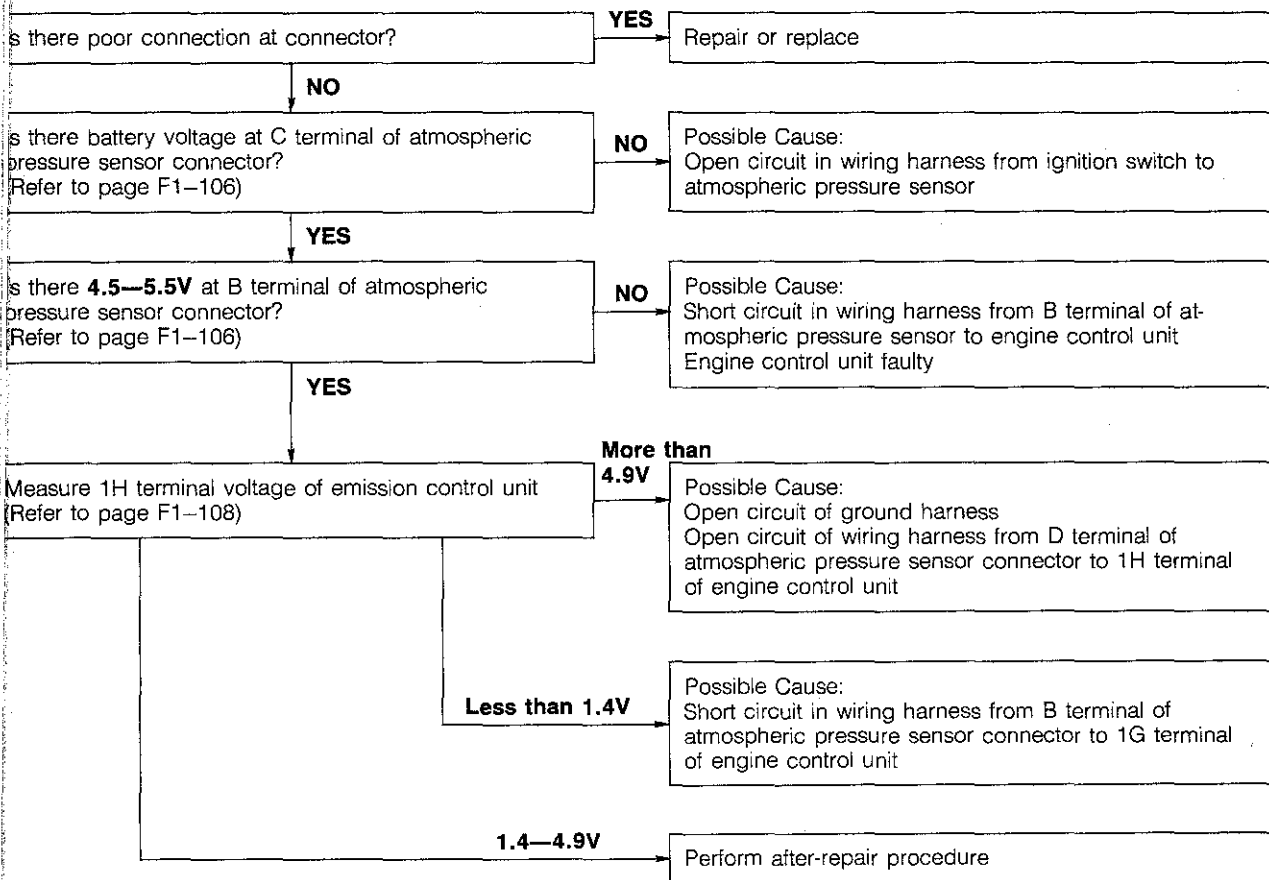 s there poor connection at connector?
YES
Repair or replace
NO
s there battery voltage at C terminal of atmospheric
pressure sensor connector?
(Refer to page F1–106)
NO
Possible Cause:
Open circuit in wiring harness from ignition switch to
atmospheric pressure sensor
YES
s there 4.5—5.5V at B terminal of atmospheric
pressure sensor connector?
(Refer to page F1–106)
NO
Possible Cause:
Short circuit in wiring harness from B terminal of at-
mospheric pressure sensor to engine control unit
Engine control unit faulty
YES
Measure 1H terminal voltage of emission control unit
(Refer to page F1–108)
More than
4.9V
Possible Cause:
Open circuit of ground harness
Open circuit of wiring harness from D terminal of
atmospheric pressure sensor connector to 1H terminal
of engine control unit
Less than 1.4V
Possible Cause:
Short circuit in wiring harness from B terminal of
atmospheric pressure sensor connector to 1G terminal
of engine control unit
1.4—4.9V
Perform after-repair procedure